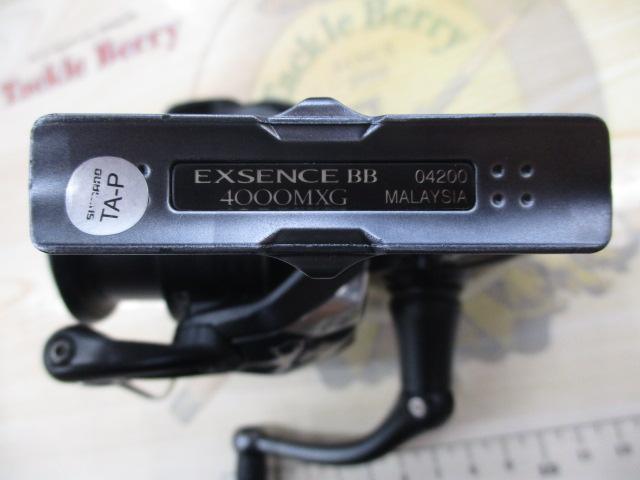 Tackle Berry
Tackle Berry
EXSENCE BB 04200
4000MXG MALAYSIA
SHIMANO
TA-P